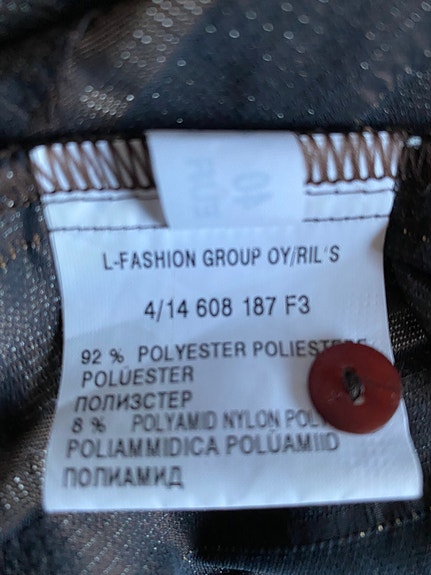 L-FASHION GROUP OY/RIL'S
4/14 608 187 F3
92 % POLYESTER POLIESTERE
POLÜESTER
ПОЛИЭСТЕР
8 % POLYAMID NYLON
POLIAMMIDICA POLÜAMIID
ПОЛИАМИД